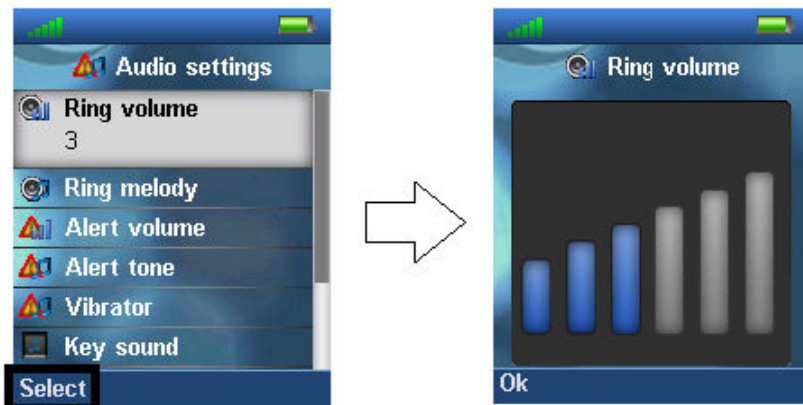 Audio settings
Ring volume
3
Ring melody
Alert volume
Alert tone
Vibrator
Key sound
Select
Ring volume
Ok